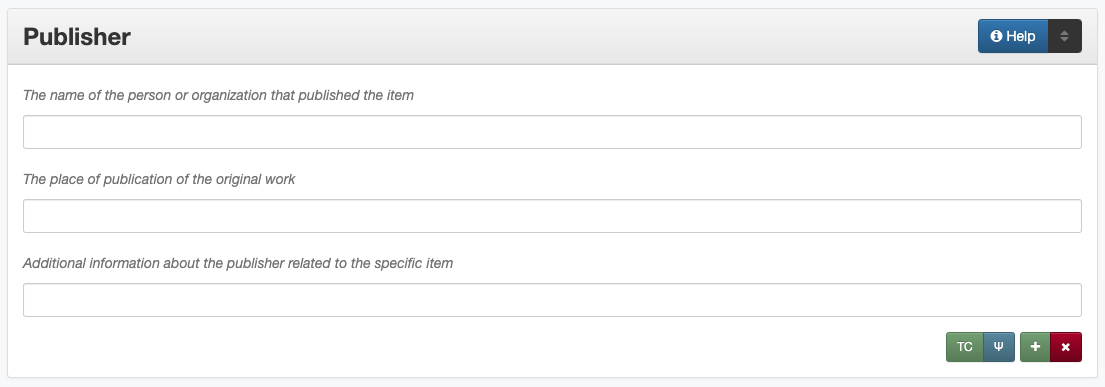 Publisher
Help
The name of the person or organization that published the item
The place of publication of the original work
Additional information about the publisher related to the specific item
TC Ψ